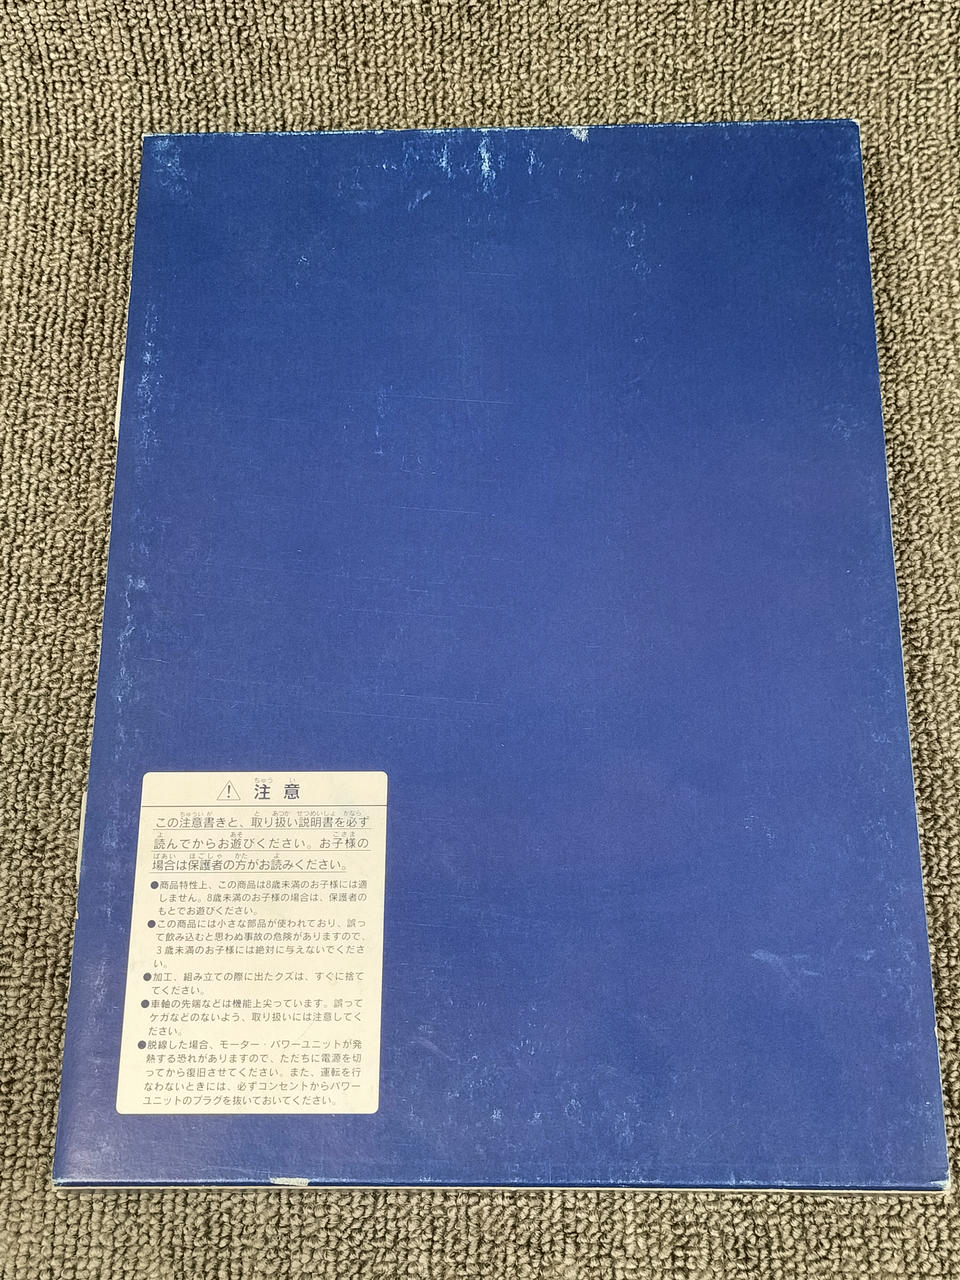 注意
この注意書きと、取り扱い説明書を必ず
読んでからお遊びください。お子様の
場合は保護者の方がお読みください。
●商品特性上、この商品は8歳未満のお子様には適
しません。8歳未満のお子様の場合は、保護者の
もとでお遊びください。
●この商品には小さな部品が使われており、誤っ
て飲み込むと思わぬ事故の危険がありますので、
3歳未満のお子様には絶対に与えないでくださ
い。
●加工、組み立ての際に出たクズは、すぐに捨て
てください。
●車軸の先端などは機能上尖っています。誤って
ケガなどのないよう、取り扱いには注意してく
ださい。
●脱線した場合、モーター・パワーユニットが発
熱する恐れがありますので、ただちに電源を切
ってから復旧させてください。また、運転を行
なわないときには、必ずコンセントからパワー
ユニットのプラグを抜いておいてください。